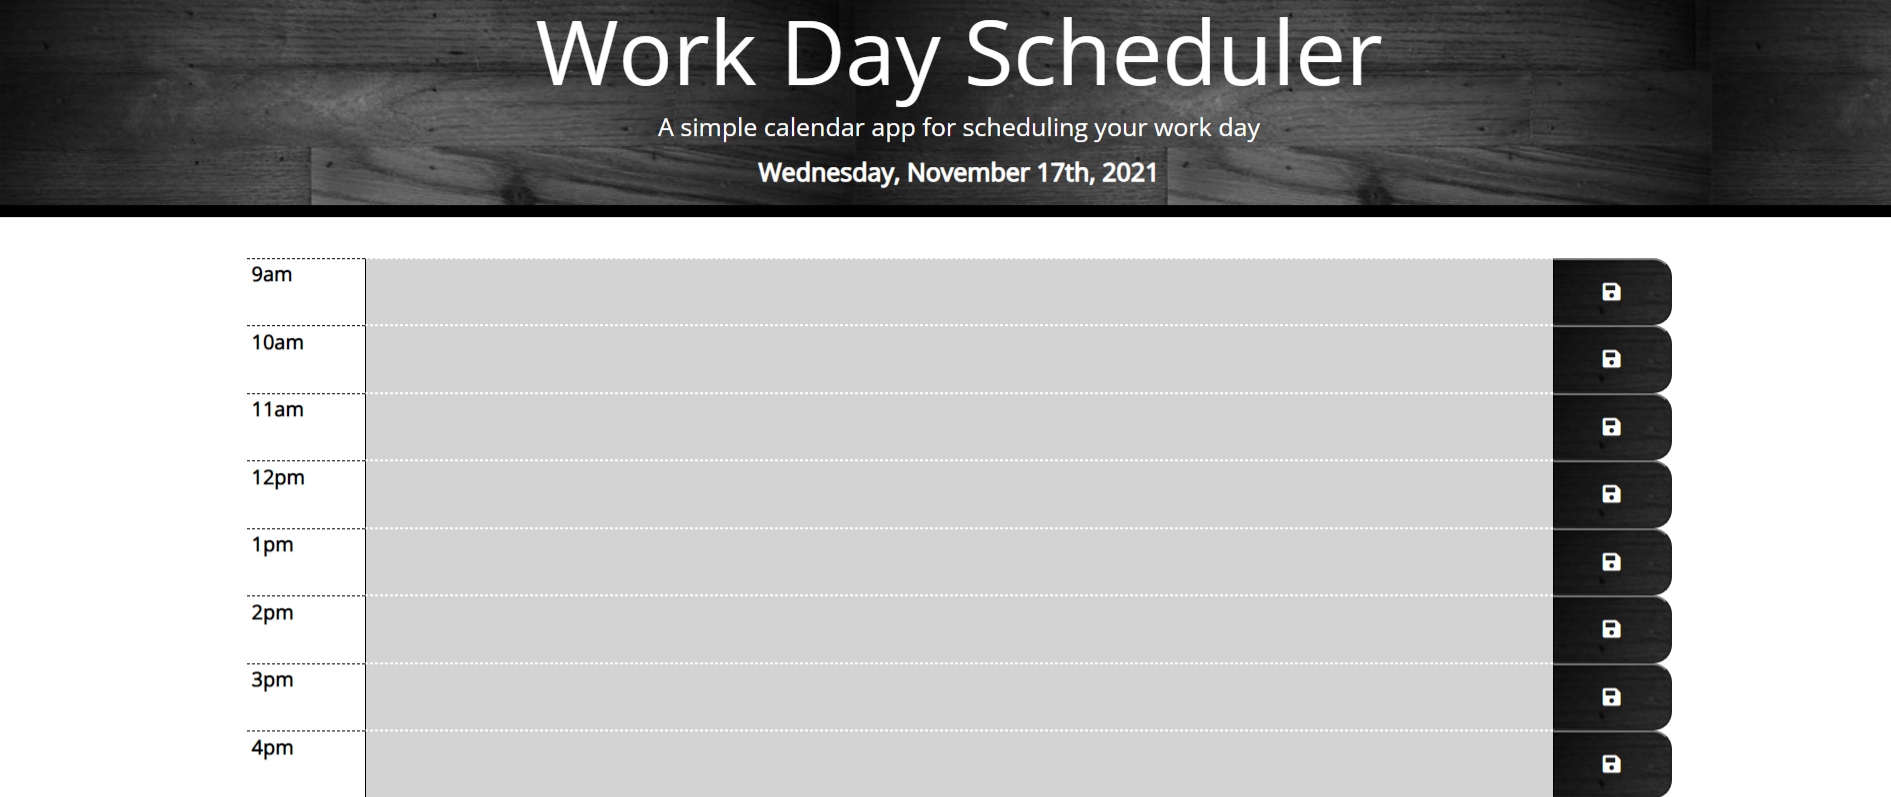 Work Day Scheduler
A simple calendar app for scheduling your work day
Wednesday, November 17th, 2021
9am
10am
11am
12pm
1pm
2pm
3pm
4pm